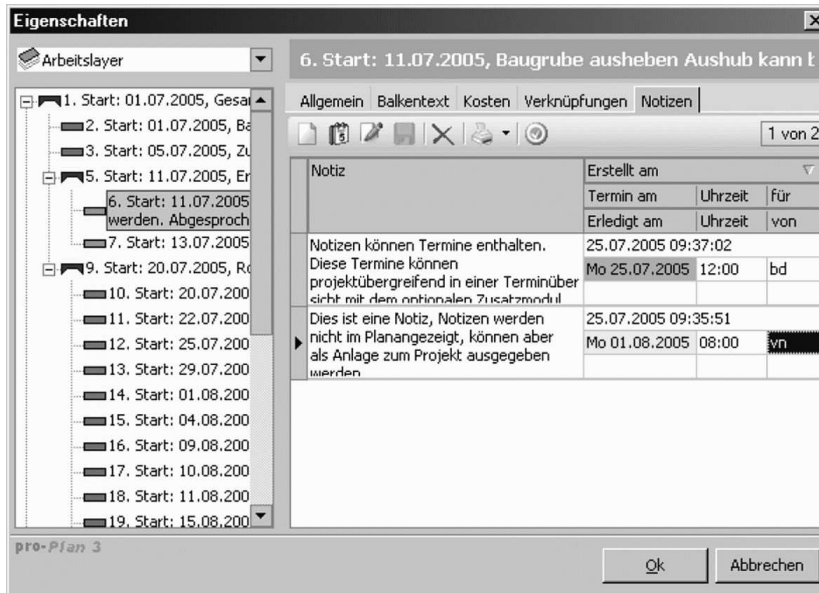 Eigenschaften
Arbeitslayer
1. Start: 01.07.2005, Gesar
2. Start: 01.07.2005, Ba
3. Start: 05.07.2005, Zu
5. Start: 11.07.2005, Er
6. Start: 11.07.2005
werden. Abgesproch
7. Start: 13.07.2005
9. Start: 20.07.2005, Ro
10. Start: 20.07.200
11. Start: 22.07.200
12. Start: 25.07.200
13. Start: 29.07.200
14. Start: 01.08.200
15. Start: 04.08.200
16. Start: 09.08.200
17. Start: 10.08.200
18. Start: 11.08.200
19. Start: 15.08.200
6. Start: 11.07.2005, Baugrube ausheben Aushub kann
Allgemein Balkentext Kosten Verknüpfungen Notizen
1 von 2
Notiz
Erstellt am
Termin am Uhrzeit für
Erledigt am Uhrzeit von
Notizen können Termine enthalten.
Diese Termine können
projektübergreifend in einer Terminüber
sicht mit dem optionalen Zusatzmodul
25.07.2005 09:37:02
Mo 25.07.2005 12:00 bd
Dies ist eine Notiz, Notizen werden
nicht im Planangezeigt, können aber
als Anlage zum Projekt ausgegeben
werden
25.07.2005 09:35:51
Mo 01.08.2005 08:00 vn
pro-Plan 3
Ok
Abbrechen